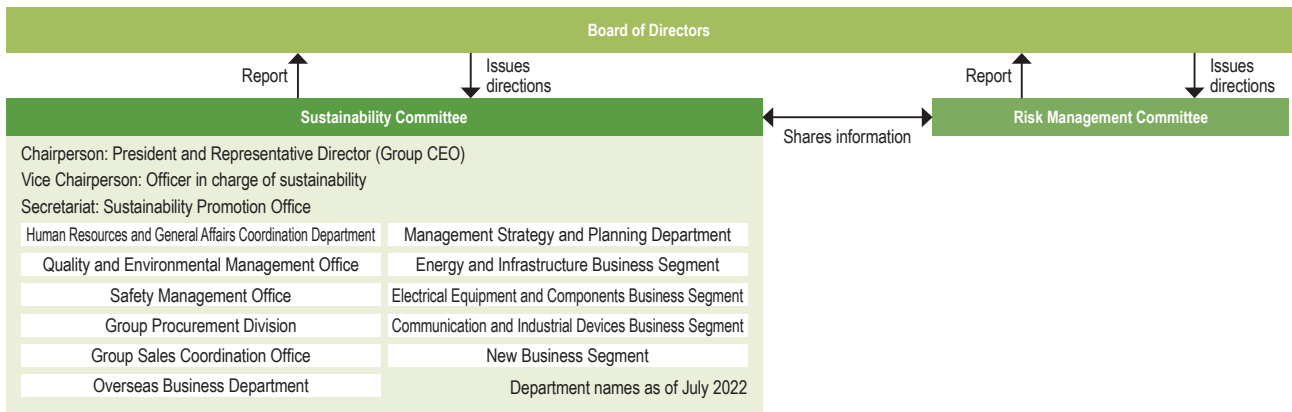 Board of Directors
Report
Issues
directions
Report
Issues
directions
Sustainability Committee
Shares information
Risk Management Committee
Chairperson: President and Representative Director (Group CEO)
Vice Chairperson: Officer in charge of sustainability
Secretariat: Sustainability Promotion Office
Human Resources and General Affairs Coordination Department
Management Strategy and Planning Department
Quality and Environmental Management Office
Energy and Infrastructure Business Segment
Safety Management Office
Electrical Equipment and Components Business Segment
Group Procurement Division
Communication and Industrial Devices Business Segment
Group Sales Coordination Office
New Business Segment
Overseas Business Department
Department names as of July 2022